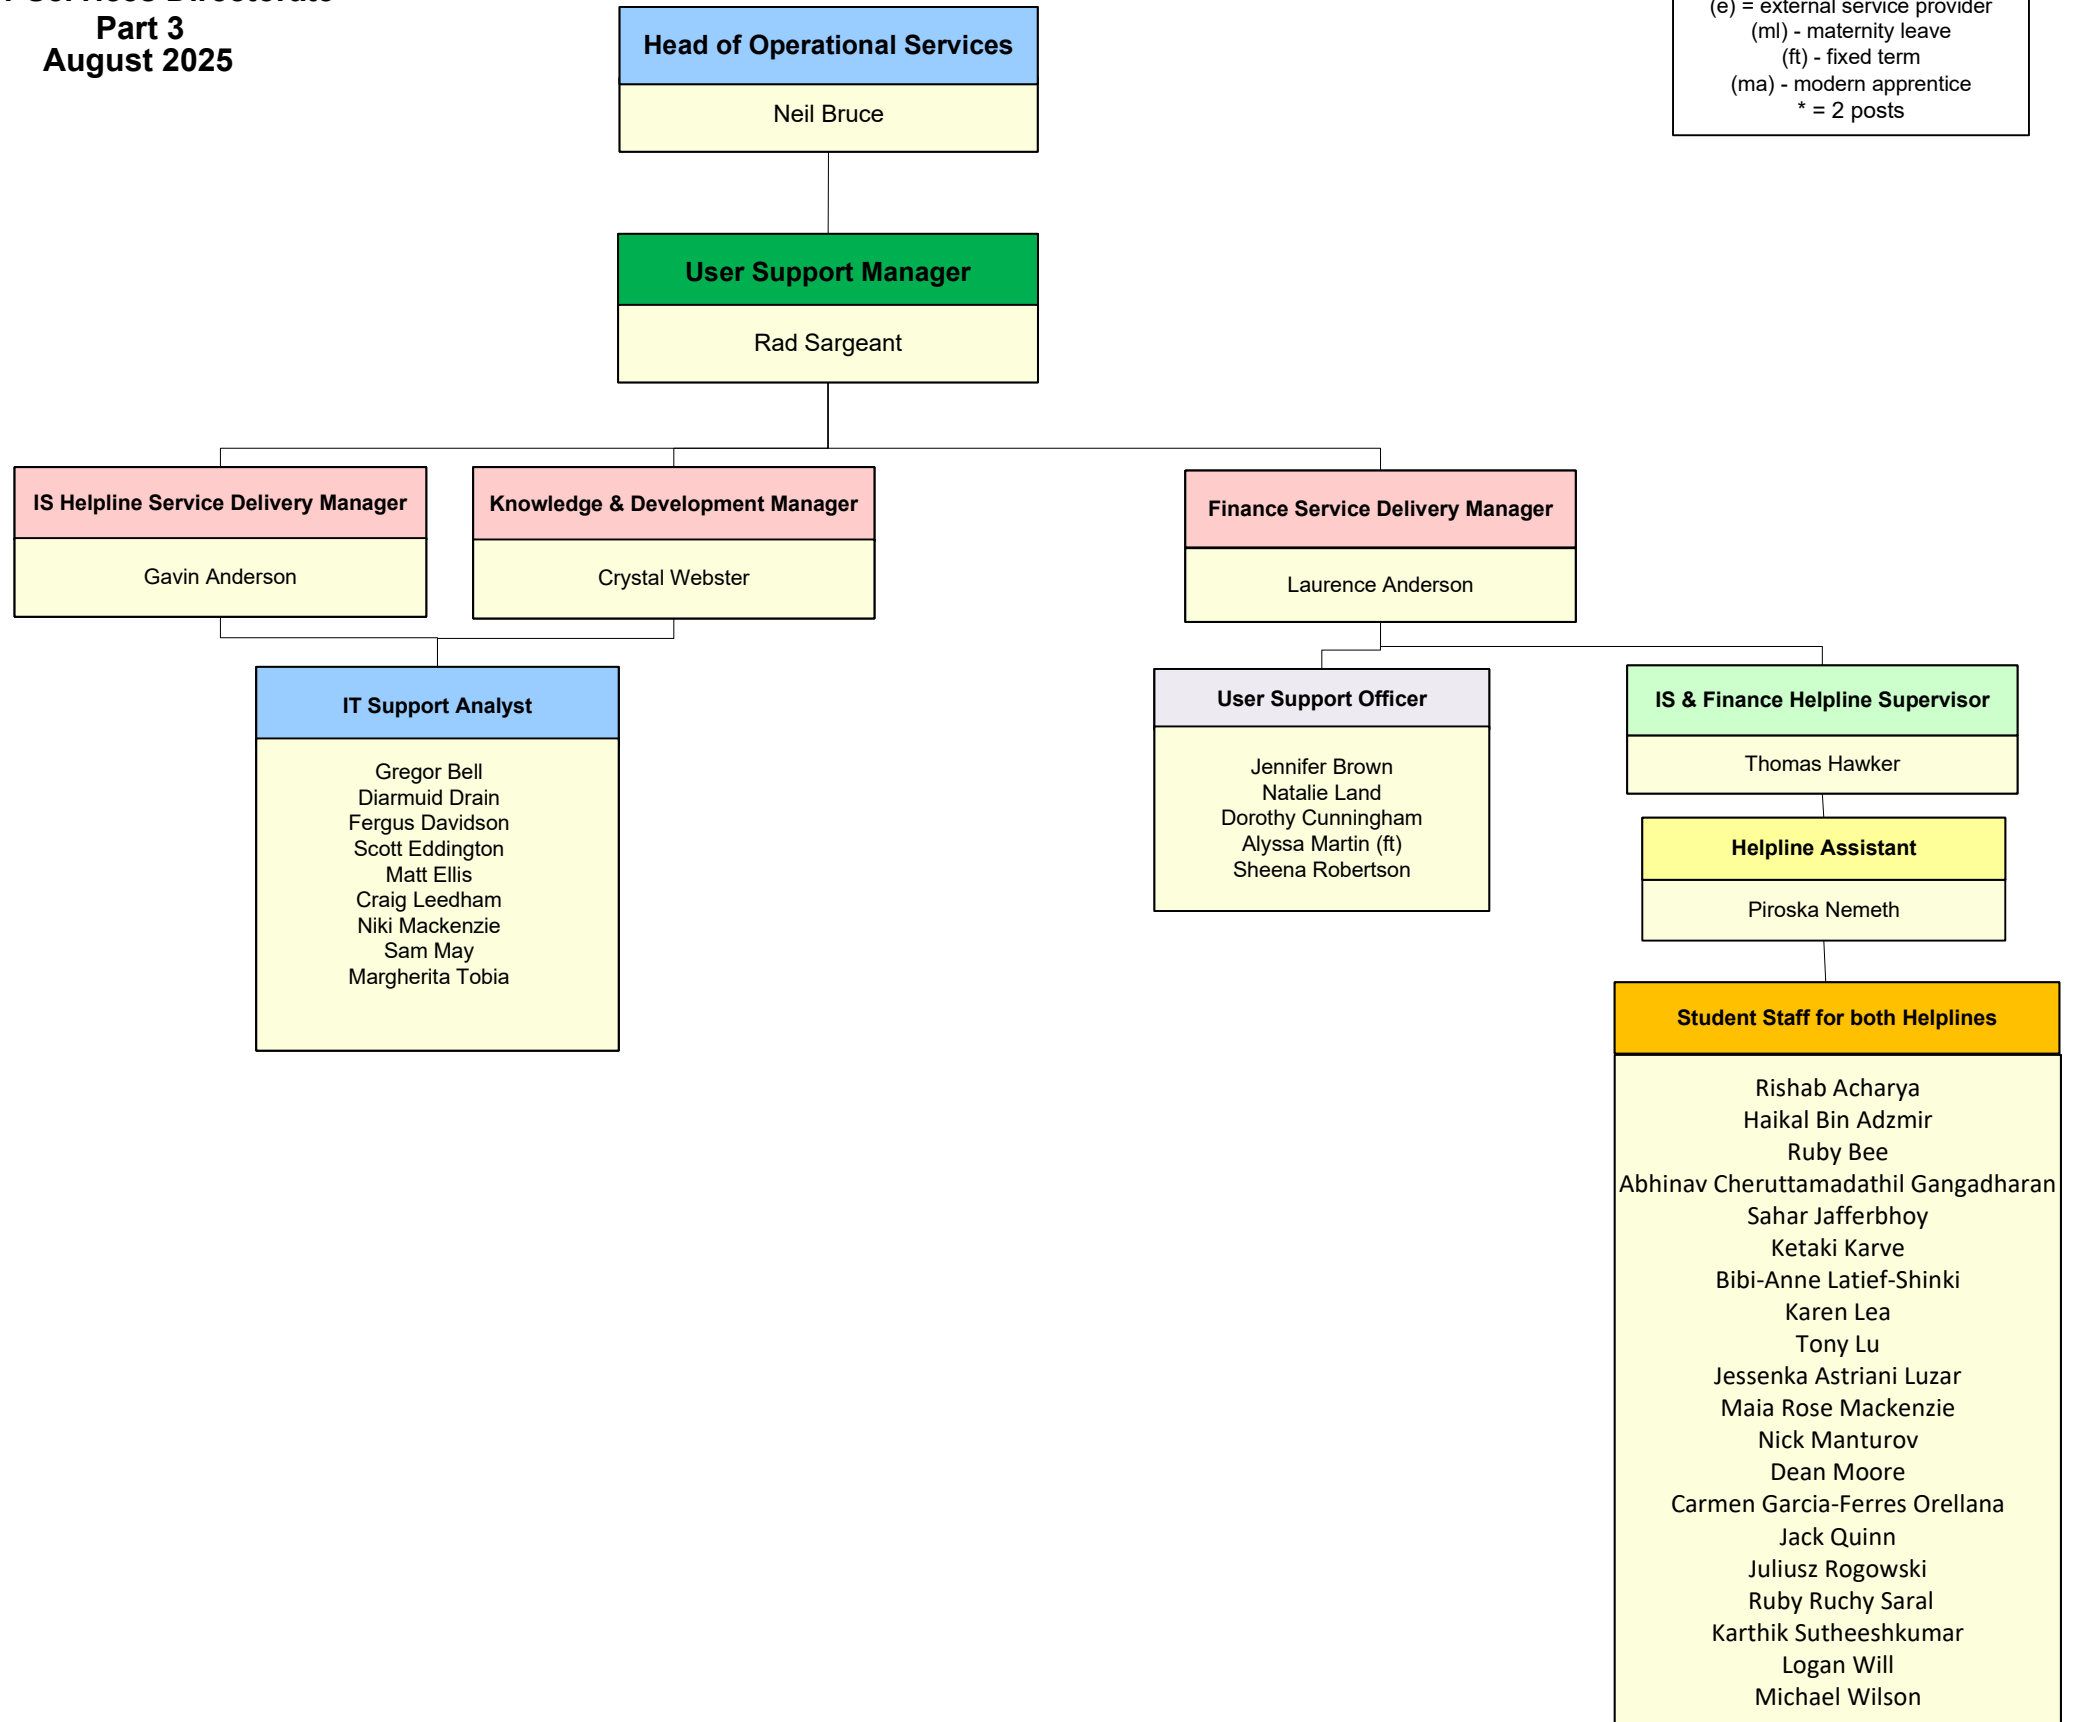 Services Directorate
Part 3
August 2025
(e) = external service provider
(ml) - maternity leave
(ft) - fixed term
(ma) - modern apprentice
* = 2 posts
Head of Operational Services
Neil Bruce
User Support Manager
Rad Sargeant
IS Helpline Service Delivery Manager
Gavin Anderson
Knowledge & Development Manager
Crystal Webster
Finance Service Delivery Manager
Laurence Anderson
IT Support Analyst
Gregor Bell
Diarmuid Drain
Fergus Davidson
Scott Eddington
Matt Ellis
Craig Leedham
Niki Mackenzie
Sam May
Margherita Tobia
User Support Officer
Jennifer Brown
Natalie Land
Dorothy Cunningham
Alyssa Martin (ft)
Sheena Robertson
IS & Finance Helpline Supervisor
Thomas Hawker
Helpline Assistant
Piroska Nemeth
Student Staff for both Helplines
Rishab Acharya
Haikal Bin Adzmir
Ruby Bee
Abhinav Cheruttamadathil Gangadharan
Sahar Jafferbhoy
Ketaki Karve
Bibi-Anne Latief-Shinki
Karen Lea
Tony Lu
Jessenka Astriani Luzar
Maia Rose Mackenzie
Nick Manturov
Dean Moore
Carmen Garcia-Ferres Orellana
Jack Quinn
Juliusz Rogowski
Ruby Ruchy Saral
Karthik Sutheeshkumar
Logan Will
Michael Wilson